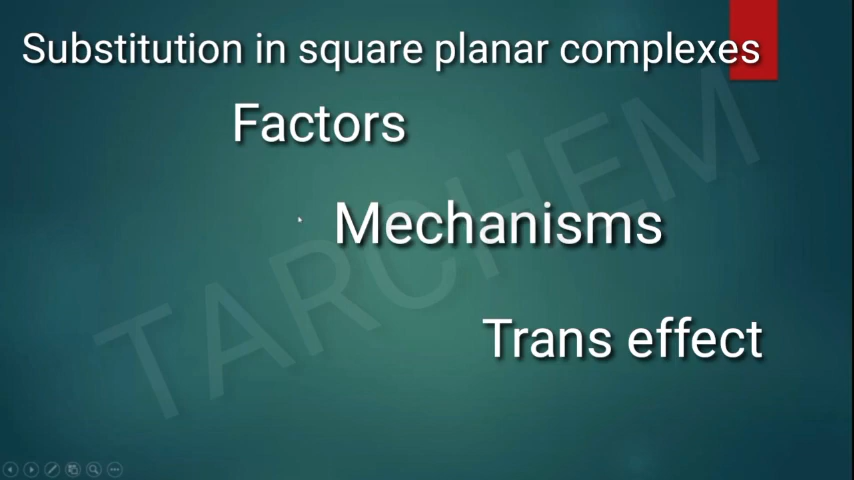 Substitution in square planar complexes
Factors
Mechanisms
Trans effect
TARCHEM